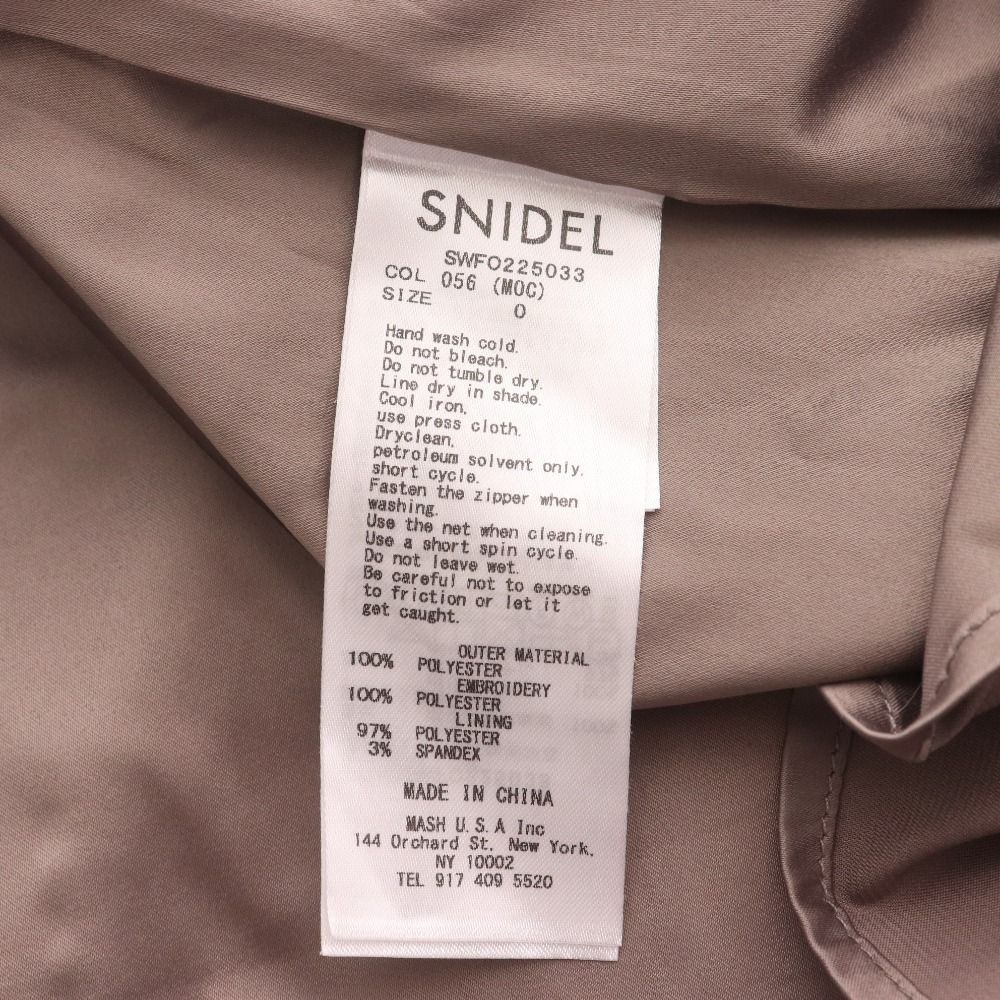 SNIDEL
SWFO225033
COL 056 (MOC)
SIZE 0
Hand wash cold.
Do not bleach.
Do not tumble dry.
Line dry in shade.
Cool iron,
use press cloth.
Dryclean,
petroleum solvent only.
short cycle.
Fasten the zipper when
washing.
Use the net when cleaning.
Use a short spin cycle.
Do not leave wet.
Be careful not to expose
to friction or let it
get caught.
OUTER MATERIAL
100% POLYESTER
EMBROIDERY
100% POLYESTER
LINING
97% POLYESTER
3% SPANDEX
MADE IN CHINA
MASH U.S.A Inc
144 Orchard St. New York,
NY 10002
TEL 917 409 5520